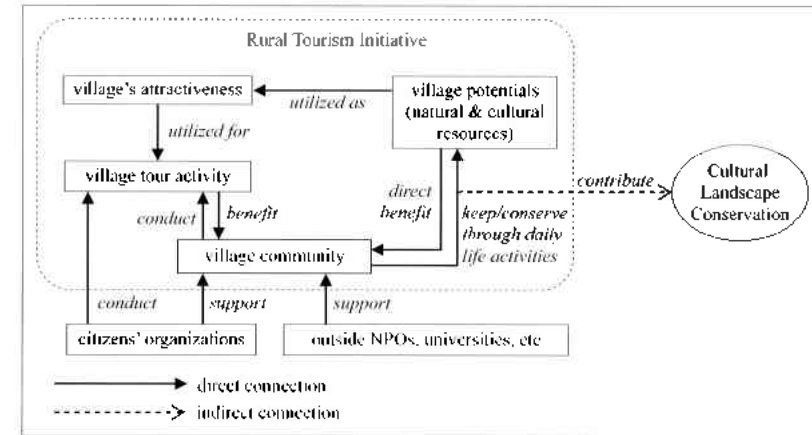 Rural Tourism Initiative
village's attractiveness
utilized as
village potentials
(natural & cultural
resources)
utilized for
village tour activity
conduct
benefit
direct
benefit
keep/conserve
through daily
life activities
contribute
Cultural
Landscape
Conservation
village community
conduct
support
support
citizens' organizations
outside NPOs, universities, etc
direct connection
indirect connection